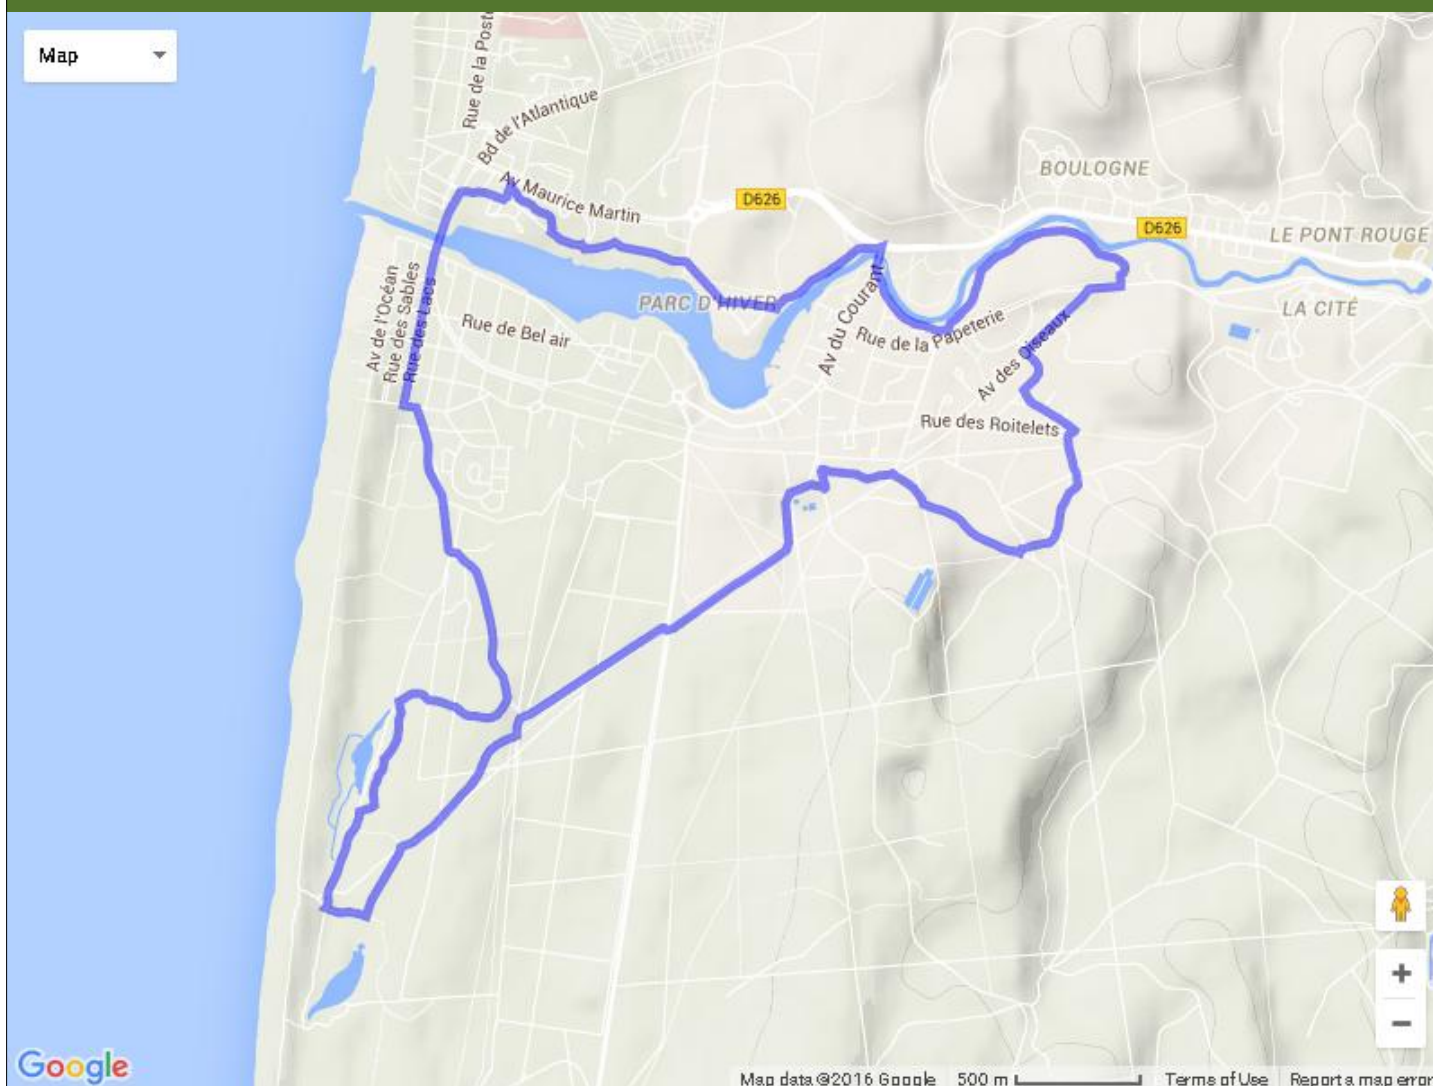 Map
Rue de la Poste
Bd de l'Atlantique
Av Maurice Martin
D626
BOULOGNE
D626
LE PONT ROUGE
Av de l'Océan
Rue des Sables
Rue des Lacs
PARC D'HIVER
LA CITÉ
Rue de Bel air
Av du Courant
Rue de la Papeterie
Av des Oiseaux
Rue des Roitelets
+
−
Google
Map data ©2016 Google 500 m Terms of Use Report a map error